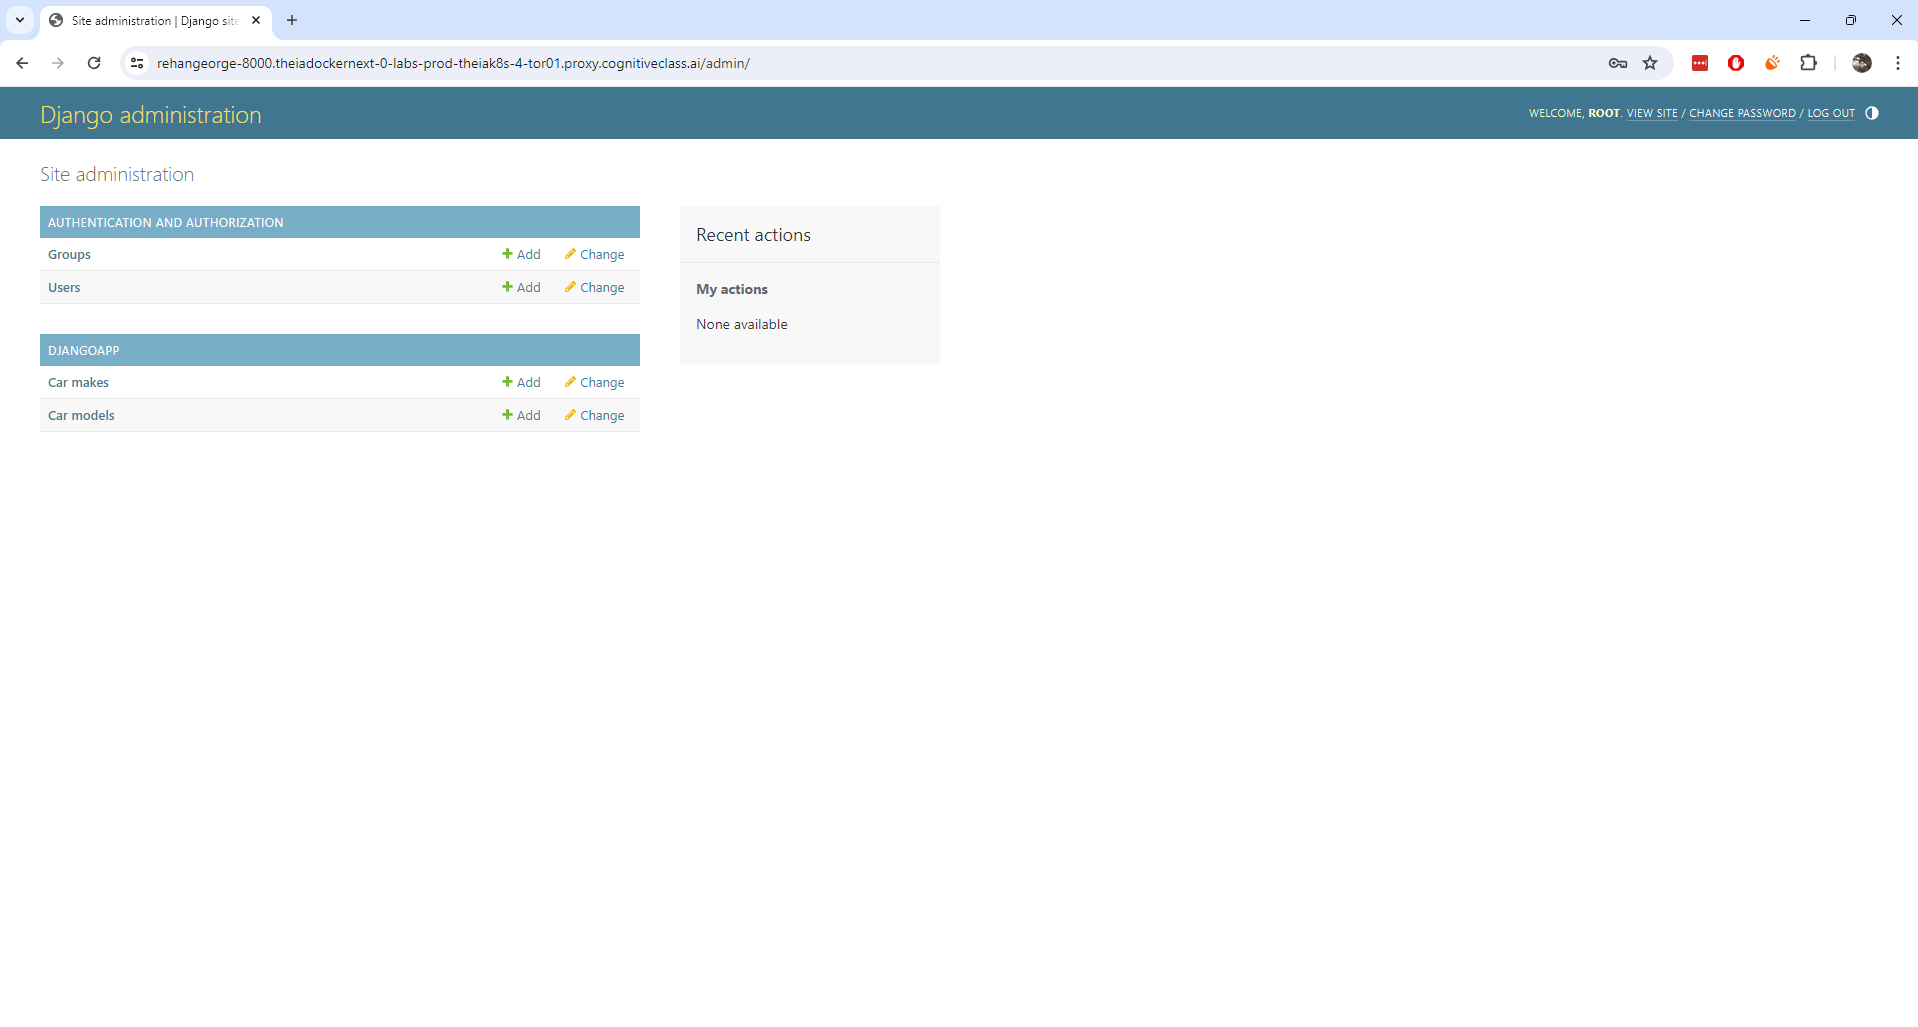 Site administration | Django site
rehangeorge-8000.theiadockernext-0-labs-prod-theiak8s-4-tor01.proxy.cognitiveclass.ai/admin/
Django administration
WELCOME, ROOT. VIEW SITE / CHANGE PASSWORD / LOG OUT
Site administration
AUTHENTICATION AND AUTHORIZATION
Groups Add Change
Users Add Change
DJANGOAPP
Car makes Add Change
Car models Add Change
Recent actions
My actions
None available